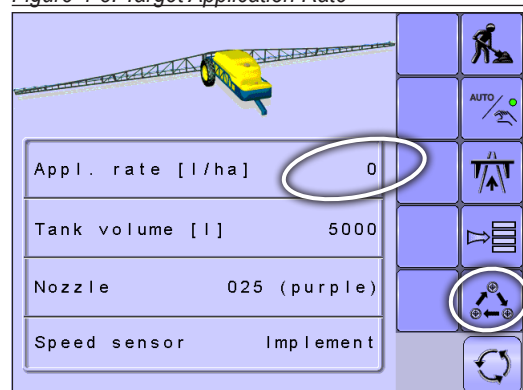 Figure 4-8: Target Application Rate
AUTO
Appl. rate [l/ha] 0
Tank volume [l] 5000
Nozzle 025 (purple)
Speed sensor Implement